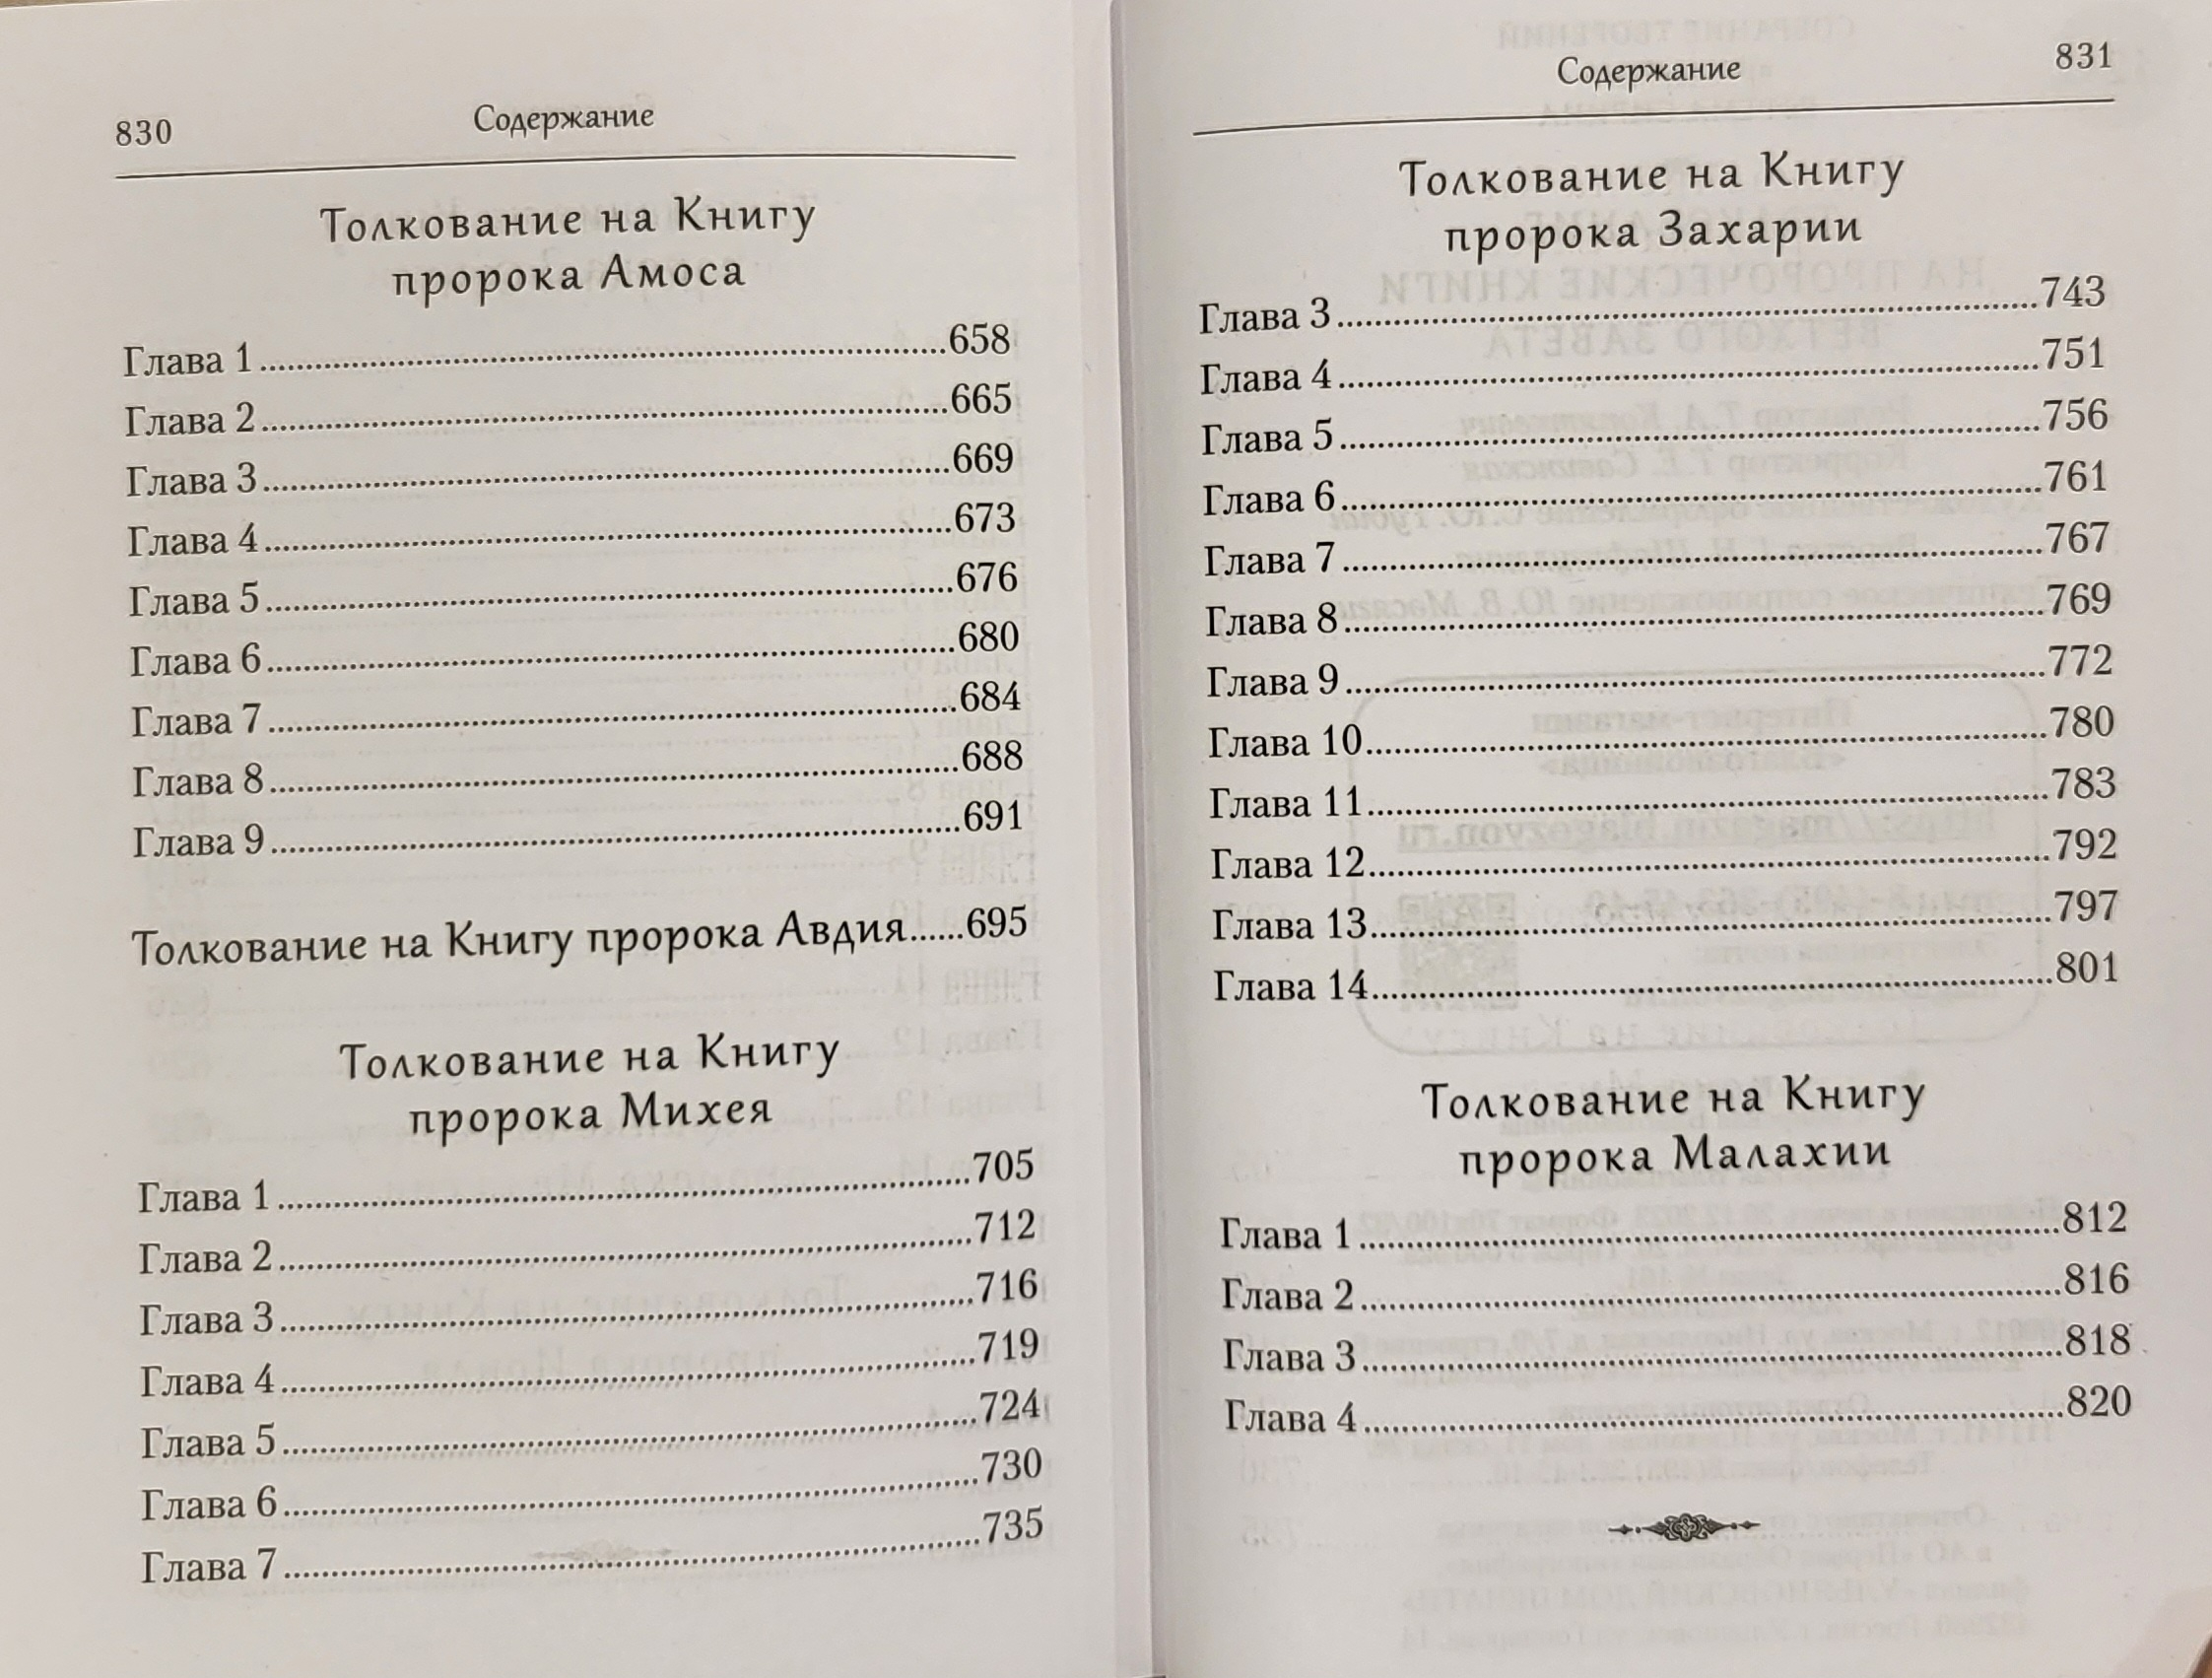 830 Содержание
Толкование на Книгу
пророка Амоса
Глава 1......658
Глава 2......665
Глава 3......669
Глава 4......673
Глава 5......676
Глава 6......680
Глава 7......684
Глава 8......688
Глава 9......691
Толкование на Книгу пророка Авдия......695
Толкование на Книгу
пророка Михея
Глава 1......705
Глава 2......712
Глава 3......716
Глава 4......719
Глава 5......724
Глава 6......730
Глава 7......735
Содержание 831
Толкование на Книгу
пророка Захарии
Глава 3......743
Глава 4......751
Глава 5......756
Глава 6......761
Глава 7......767
Глава 8......769
Глава 9......772
Глава 10......780
Глава 11......783
Глава 12......792
Глава 13......797
Глава 14......801
Толкование на Книгу
пророка Малахии
Глава 1......812
Глава 2......816
Глава 3......818
Глава 4......820